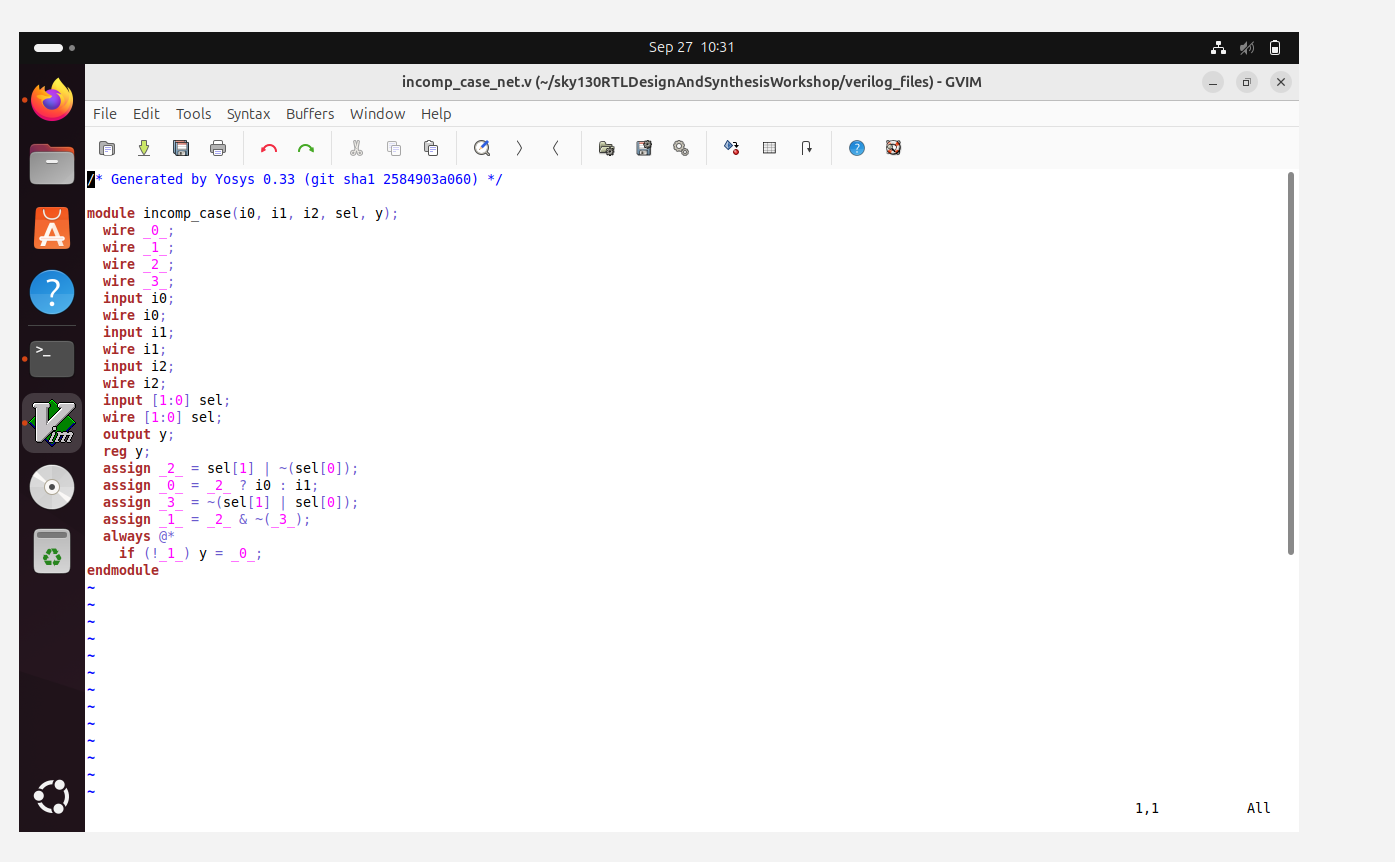 Sep 27 10:31
incomp_case_net.v (~/sky130RTLDesignAndSynthesisWorkshop/verilog_files) - GVIM
File Edit Tools Syntax Buffers Window Help
/* Generated by Yosys 0.33 (git sha1 2584903a060) */
module incomp_case(i0, i1, i2, sel, y);
  wire _0_;
  wire _1_;
  wire _2_;
  wire _3_;
  input i0;
  wire i0;
  input i1;
  wire i1;
  input i2;
  wire i2;
  input [1:0] sel;
  wire [1:0] sel;
  output y;
  reg y;
  assign _2_ = sel[1] | ~(sel[0]);
  assign _0_ = _2_ ? i0 : i1;
  assign _3_ = ~(sel[1] | sel[0]);
  assign _1_ = _2_ & ~(_3_);
  always @*
    if (!_1_) y = _0_;
endmodule
~
~
~
~
~
~
~
~
~
~
~
~
~
1,1 All
>_
Vim